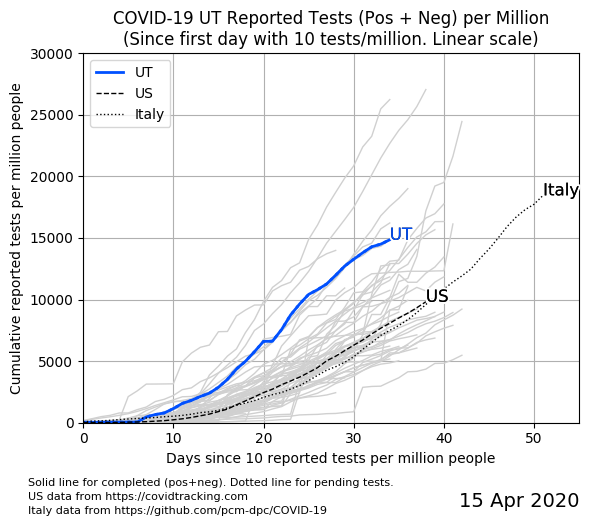 COVID-19 UT Reported Tests (Pos + Neg) per Million
(Since first day with 10 tests/million. Linear scale)
30000
25000
20000
15000
10000
5000
0
Cumulative reported tests per million people
UT
US
Italy
Italy
UT
US
0 10 20 30 40 50
Days since 10 reported tests per million people
Solid line for completed (pos+neg). Dotted line for pending tests.
US data from https://covidtracking.com
Italy data from https://github.com/pcm-dpc/COVID-19
15 Apr 2020